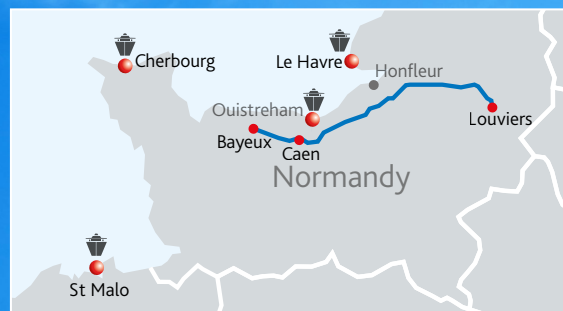 Cherbourg
Le Havre
Honfleur
Ouistreham
Louviers
Bayeux
Caen
Normandy
St Malo